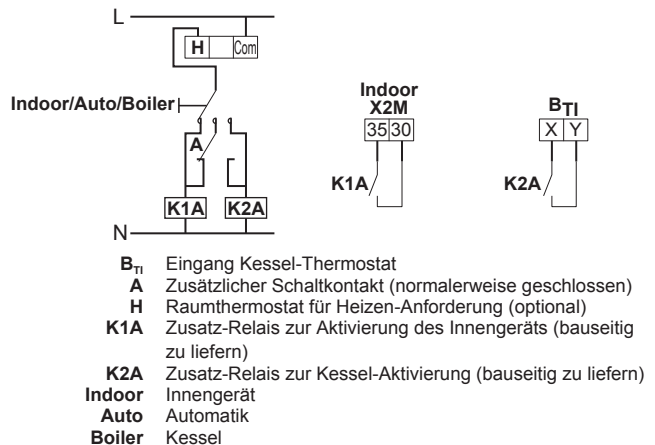 L
H Com
Indoor/Auto/Boiler
A
K1A K2A
N
Indoor
X2M
35 30
K1A
BTI
X Y
K2A
BTI Eingang Kessel-Thermostat
A Zusätzlicher Schaltkontakt (normalerweise geschlossen)
H Raumthermostat für Heizen-Anforderung (optional)
K1A Zusatz-Relais zur Aktivierung des Innengeräts (bauseitig
zu liefern)
K2A Zusatz-Relais zur Kessel-Aktivierung (bauseitig zu liefern)
Indoor Innengerät
Auto Automatik
Boiler Kessel